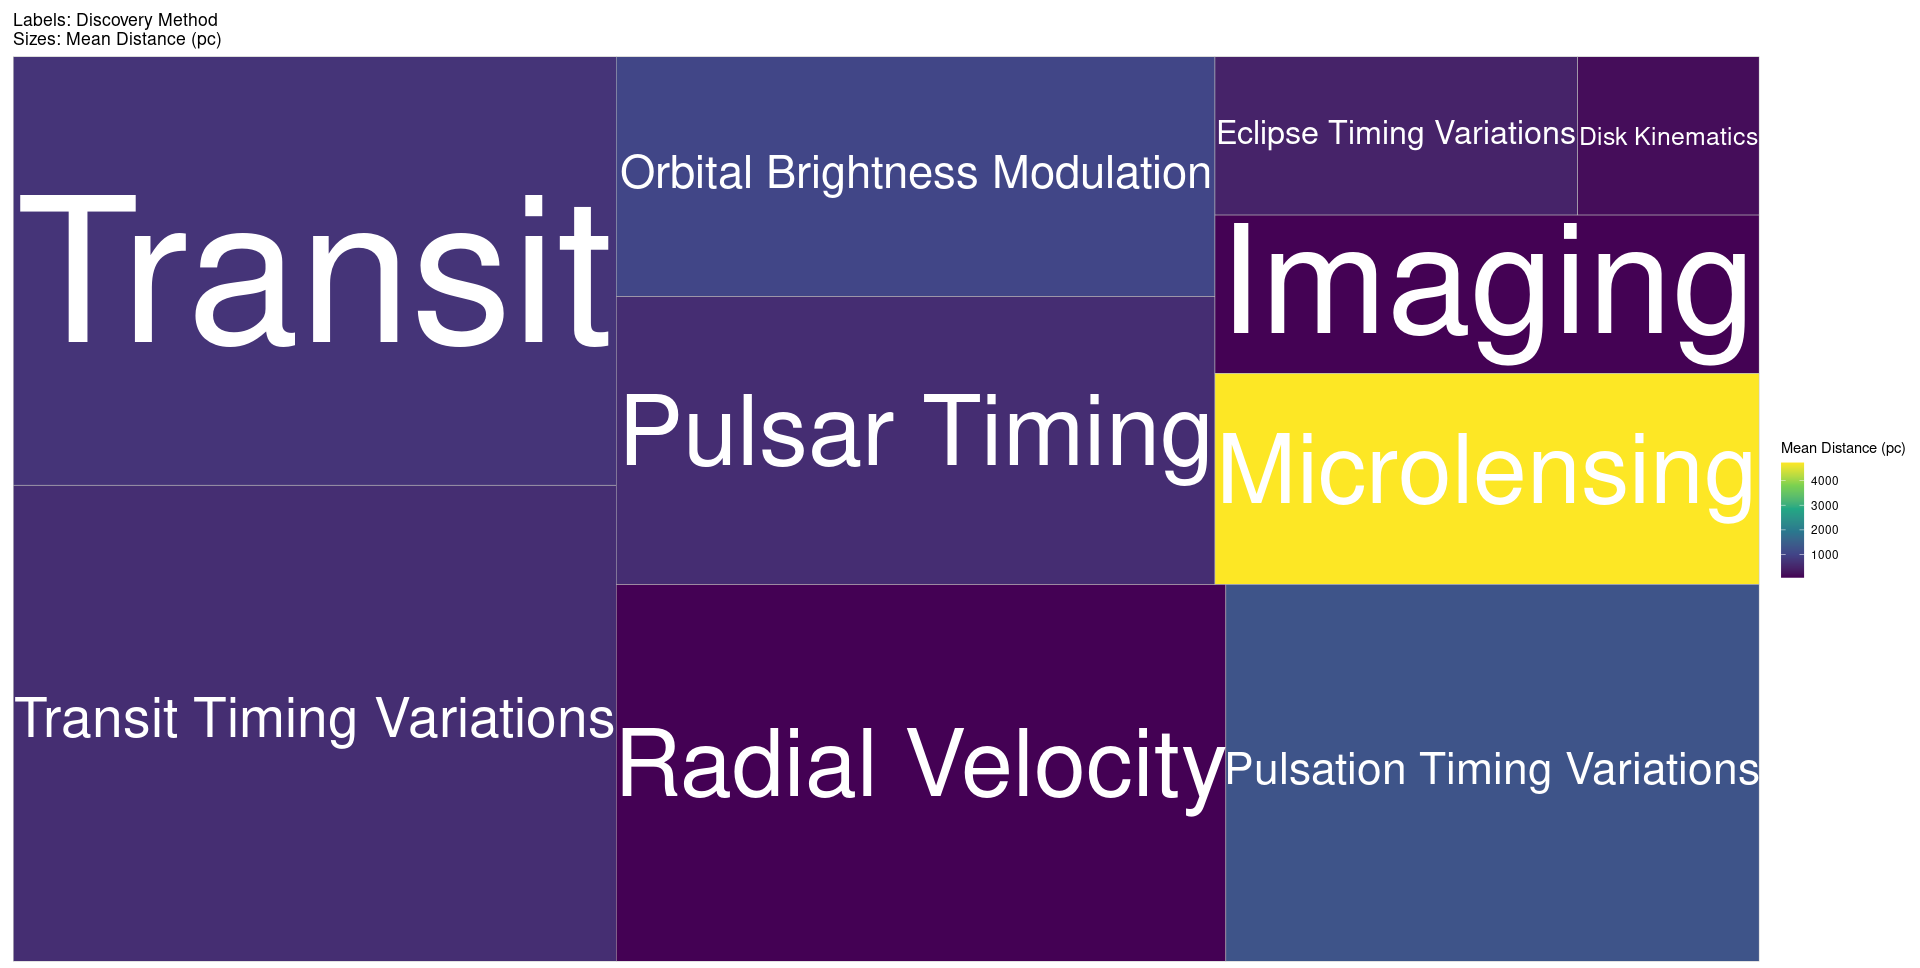 Labels: Discovery Method
Sizes: Mean Distance (pc)
Transit
Orbital Brightness Modulation
Eclipse Timing Variations
Disk Kinematics
Imaging
Pulsar Timing
Microlensing
Transit Timing Variations
Radial Velocity
Pulsation Timing Variations
Mean Distance (pc)
4000
3000
2000
1000